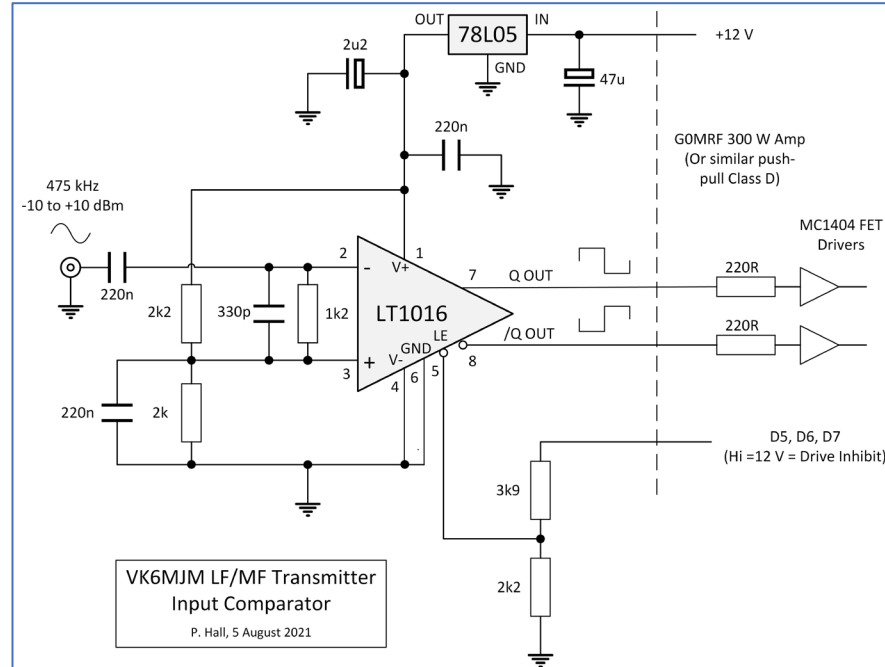 OUT
78L05
IN
GND
+12 V
2u2
47u
220n
G0MRF 300 W Amp
(Or similar push-
pull Class D)
475 kHz
-10 to +10 dBm
MC1404 FET
Drivers
220n
2k2
330p
1k2
2
-
V+
1
7
Q OUT
220R
LT1016
LE
/Q OUT
220R
GND
8
+
3
V-
4
6
5
220n
2k
D5, D6, D7
(Hi =12 V = Drive Inhibit)
3k9
2k2
VK6MJM LF/MF Transmitter
Input Comparator
P. Hall, 5 August 2021